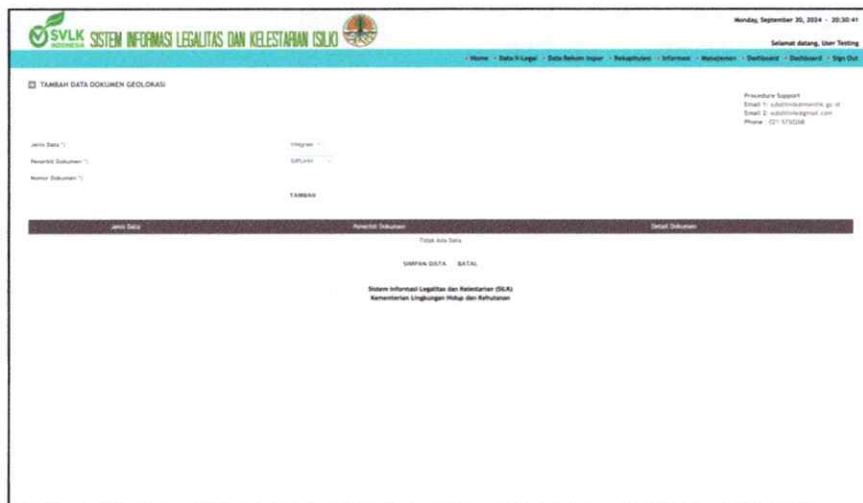 Monday, September 30, 2024 - 20:30:41
SVLK INDONESIA
SISTEM INFORMASI LEGALITAS DAN KELESTARIAN (SILK)
Selamat datang, User Testing
- Home - Data V-Legal - Data Rekom Impor - Rekapitulasi - Informasi - Manajemen - Dashboard - Dashboard - Sign Out
TAMBAH DATA DOKUMEN GEOLOKASI
Procedure Support
Phone :
Jenis Data *)
Integrasi
Penerbit Dokumen *)
SIPUHH
Nomor Dokumen *)
TAMBAH
Jenis Data Penerbit Dokumen Detail Dokumen
Tidak Ada Data
SIMPAN DATA BATAL
Sistem Informasi Legalitas dan Kelestarian (SILK)
Kementerian Lingkungan Hidup dan Kehutanan